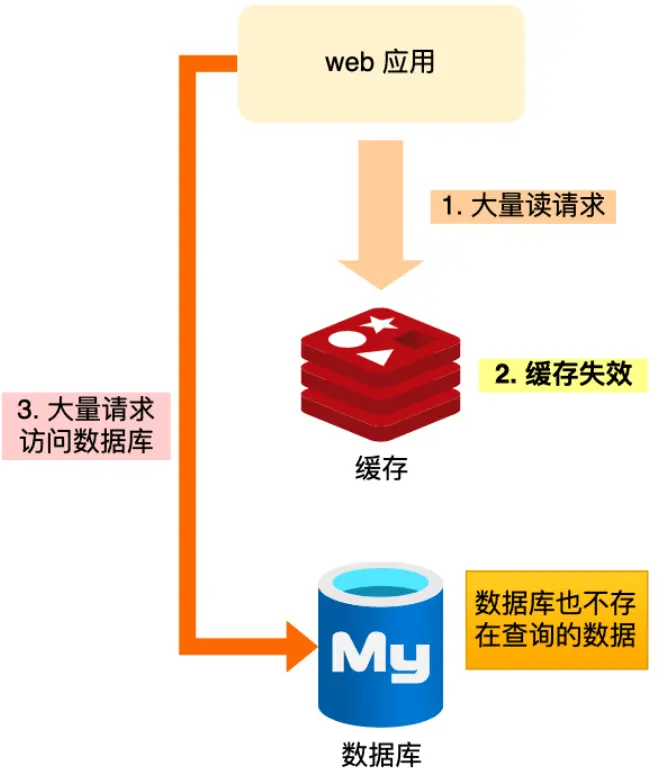 web 应用
1. 大量读请求
2. 缓存失效
缓存
3. 大量请求
访问数据库
数据库也不存
在查询的数据
My
数据库